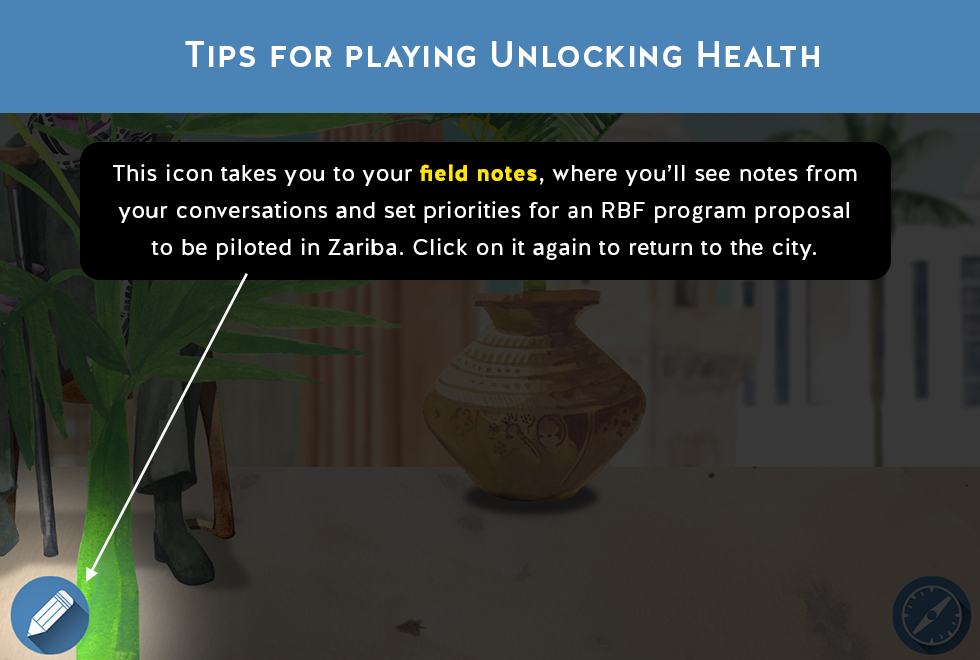 Tips for playing Unlocking Health
This icon takes you to your field notes, where you'll see notes from
your conversations and set priorities for an RBF program proposal
to be piloted in Zariba. Click on it again to return to the city.